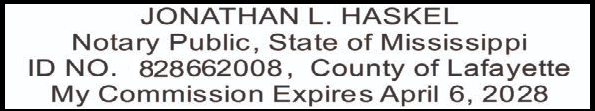 JONATHAN L. HASKEL
Notary Public, State of Mississippi
ID NO. 828662008, County of Lafayette
My Commission Expires April 6, 2028